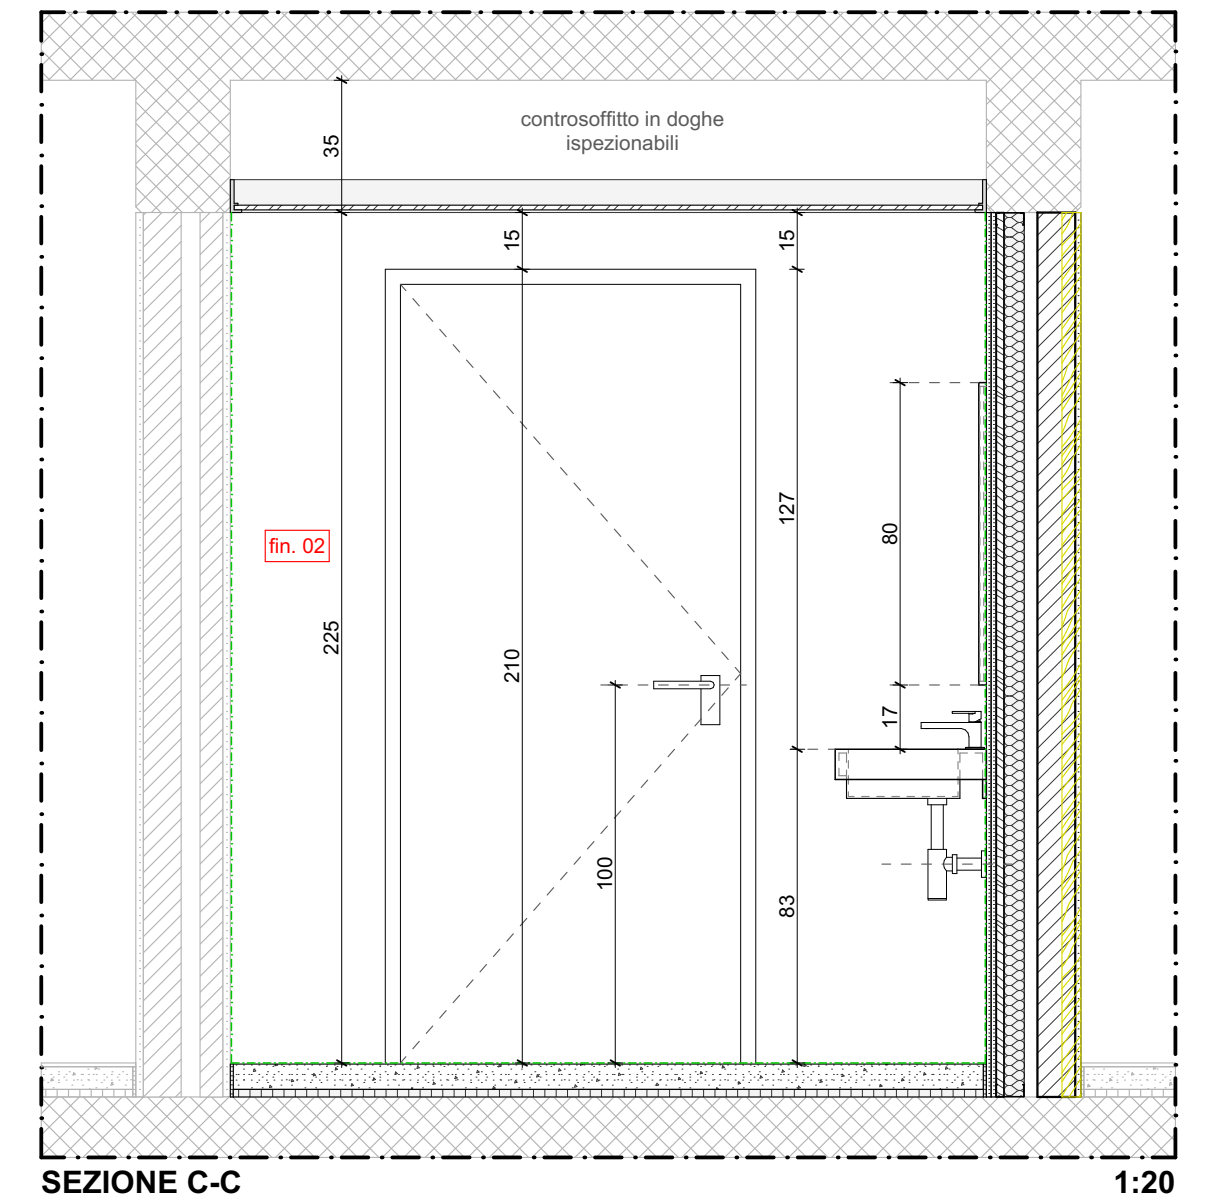 controsoffitto in doghe
ispezionabili
35
15
15
127
80
fin. 02
225
210
17
100
83
SEZIONE C-C
1:20